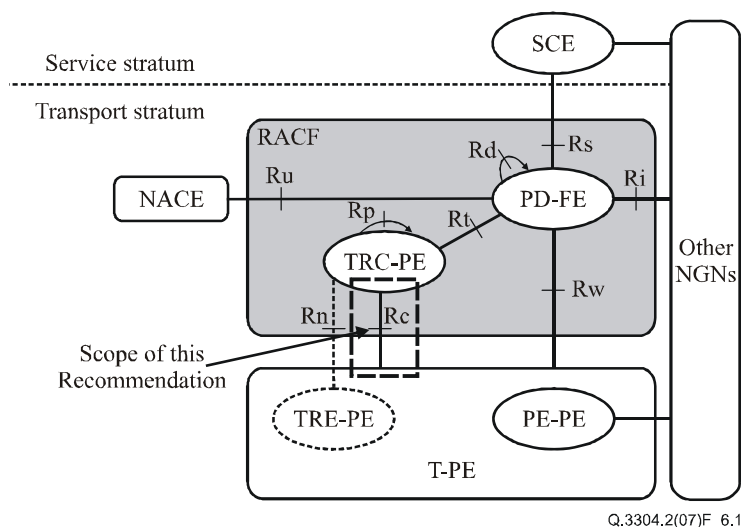 SCE
Service stratum
Transport stratum
RACF
Rd
Rs
NACE
Ru
PD-FE
Ri
Rp
Rt
TRC-PE
Other
NGNs
Rn
Rc
Rw
Scope of this
Recommendation
TRE-PE
PE-PE
T-PE
Q.3304.2(07)F_6.1